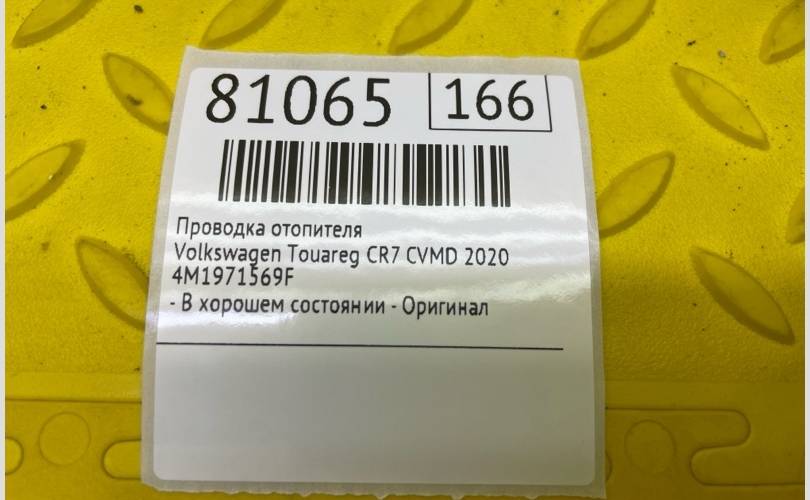 81065 166
Проводка отопителя
Volkswagen Touareg CR7 CVMD 2020
4M1971569F
- В хорошем состоянии - Оригинал